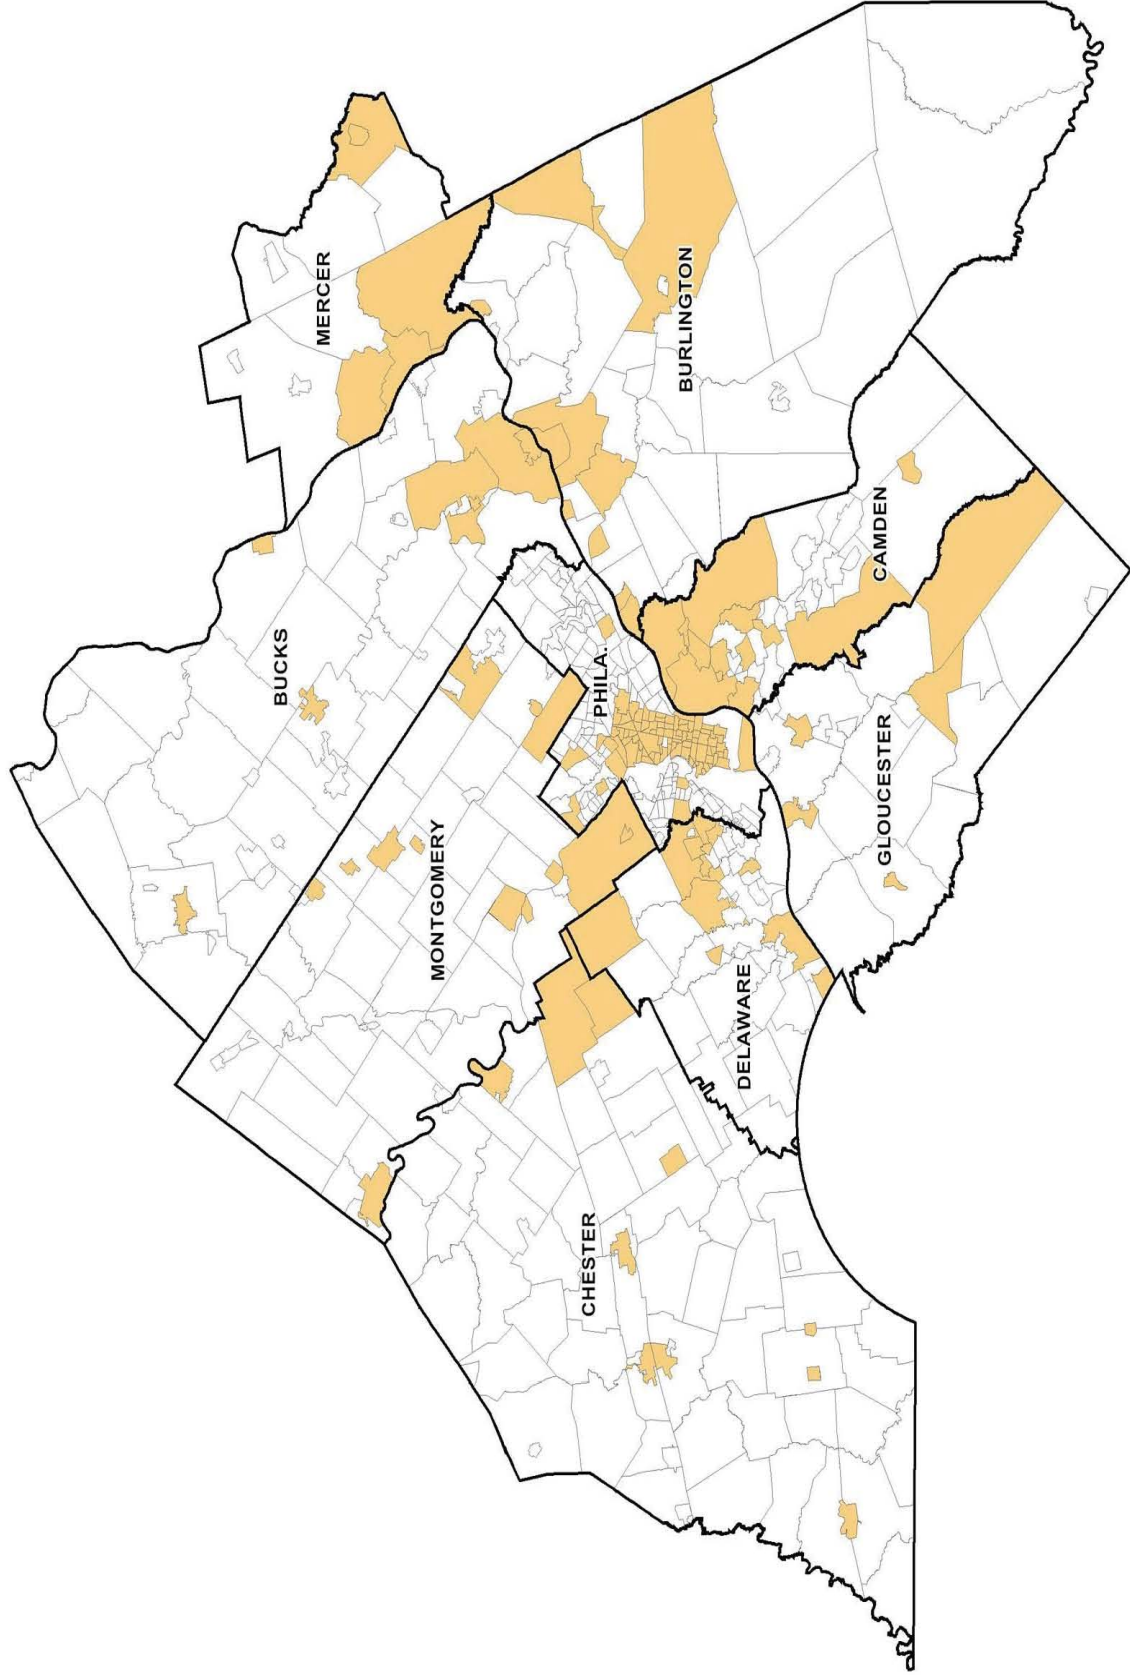 MERCER
BURLINGTON
BUCKS
PHILA.
CAMDEN
MONTGOMERY
GLOUCESTER
DELAWARE
CHESTER